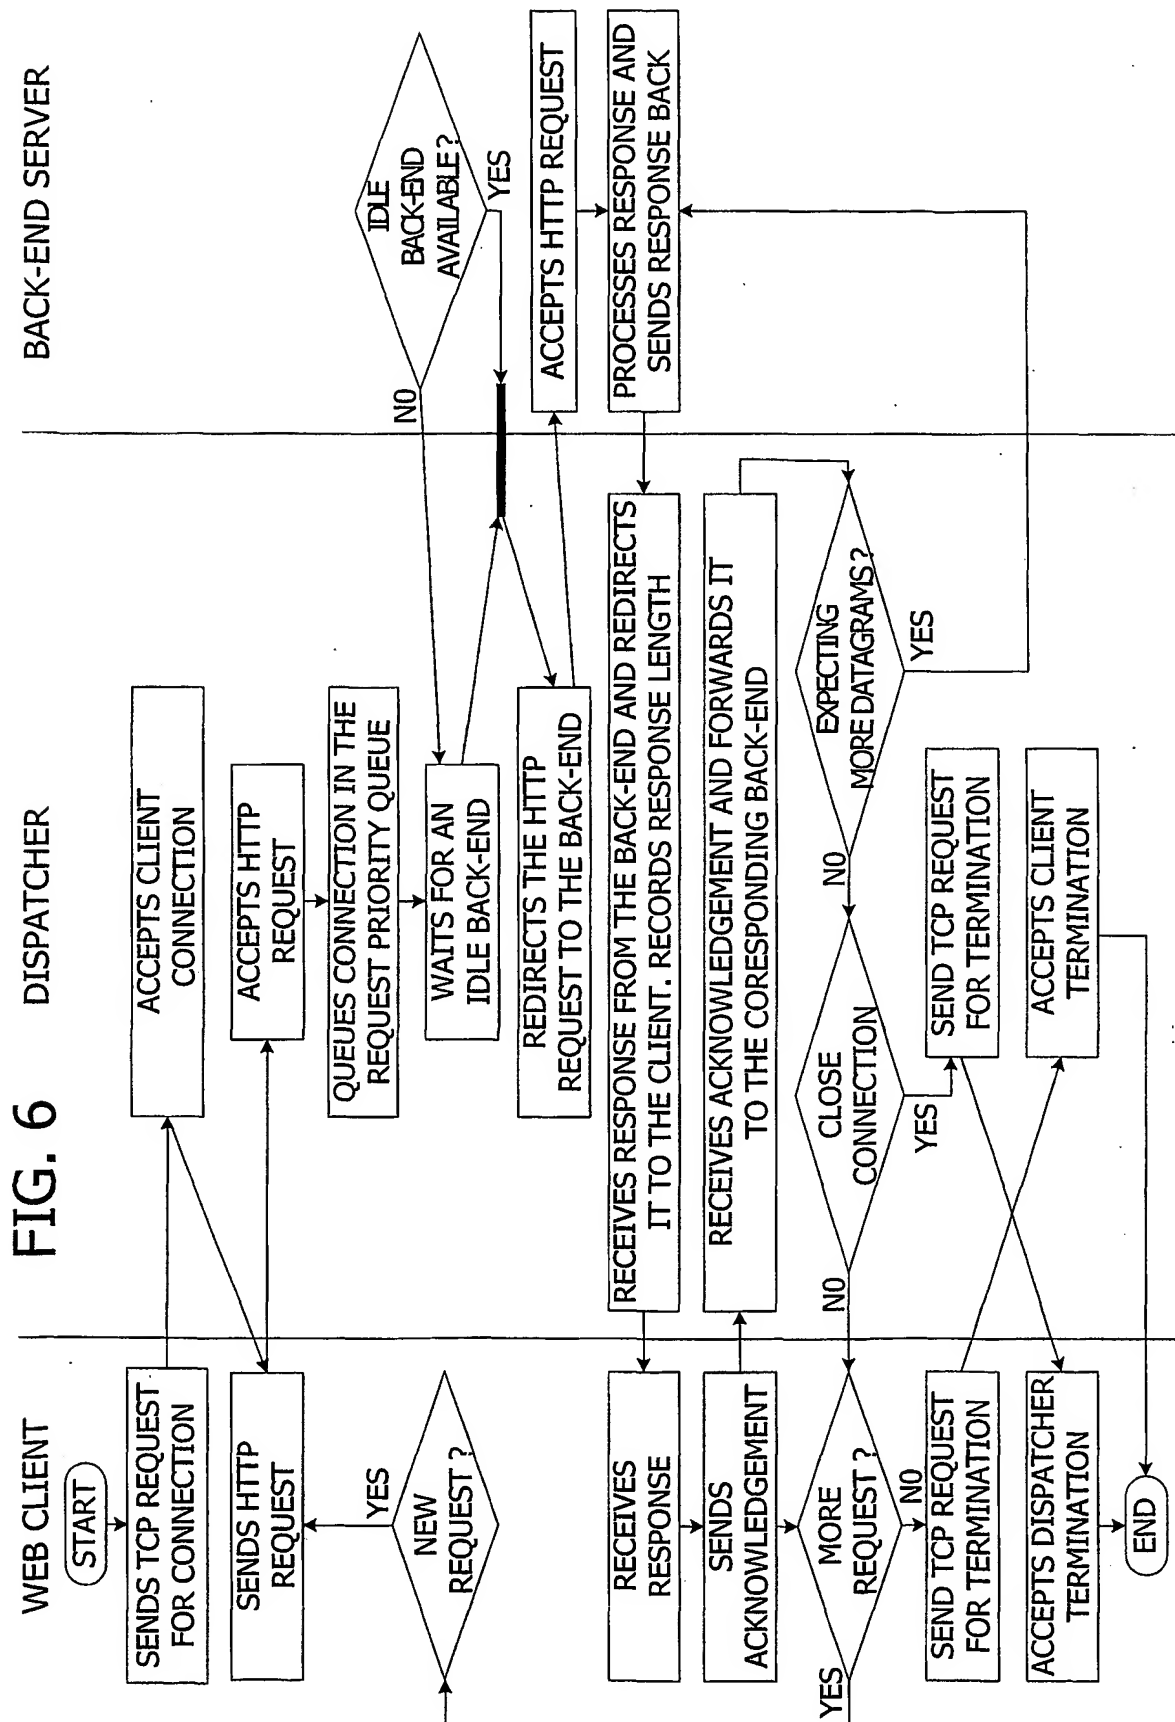 FIG. 6
WEB CLIENT
DISPATCHER
BACK-END SERVER
START
SENDS TCP REQUEST
FOR CONNECTION
ACCEPTS CLIENT
CONNECTION
SENDS HTTP
REQUEST
ACCEPTS HTTP
REQUEST
QUEUES CONNECTION IN THE
REQUEST PRIORITY QUEUE
YES
NEW
REQUEST ?
WAITS FOR AN
IDLE BACK-END
NO
IDLE
BACK-END
AVAILABLE ?
YES
REDIRECTS THE HTTP
REQUEST TO THE BACK-END
ACCEPTS HTTP REQUEST
PROCESSES RESPONSE AND
SENDS RESPONSE BACK
RECEIVES RESPONSE FROM THE BACK-END AND REDIRECTS
IT TO THE CLIENT. RECORDS RESPONSE LENGTH
RECEIVES
RESPONSE
SENDS
ACKNOWLEDGEMENT
RECEIVES ACKNOWLEDGEMENT AND FORWARDS IT
TO THE CORESPONDING BACK-END
EXPECTING
MORE DATAGRAMS ?
YES
NO
CLOSE
CONNECTION
YES
NO
MORE
REQUEST ?
YES
NO
SEND TCP REQUEST
FOR TERMINATION
SEND TCP REQUEST
FOR TERMINATION
ACCEPTS DISPATCHER
TERMINATION
ACCEPTS CLIENT
TERMINATION
END